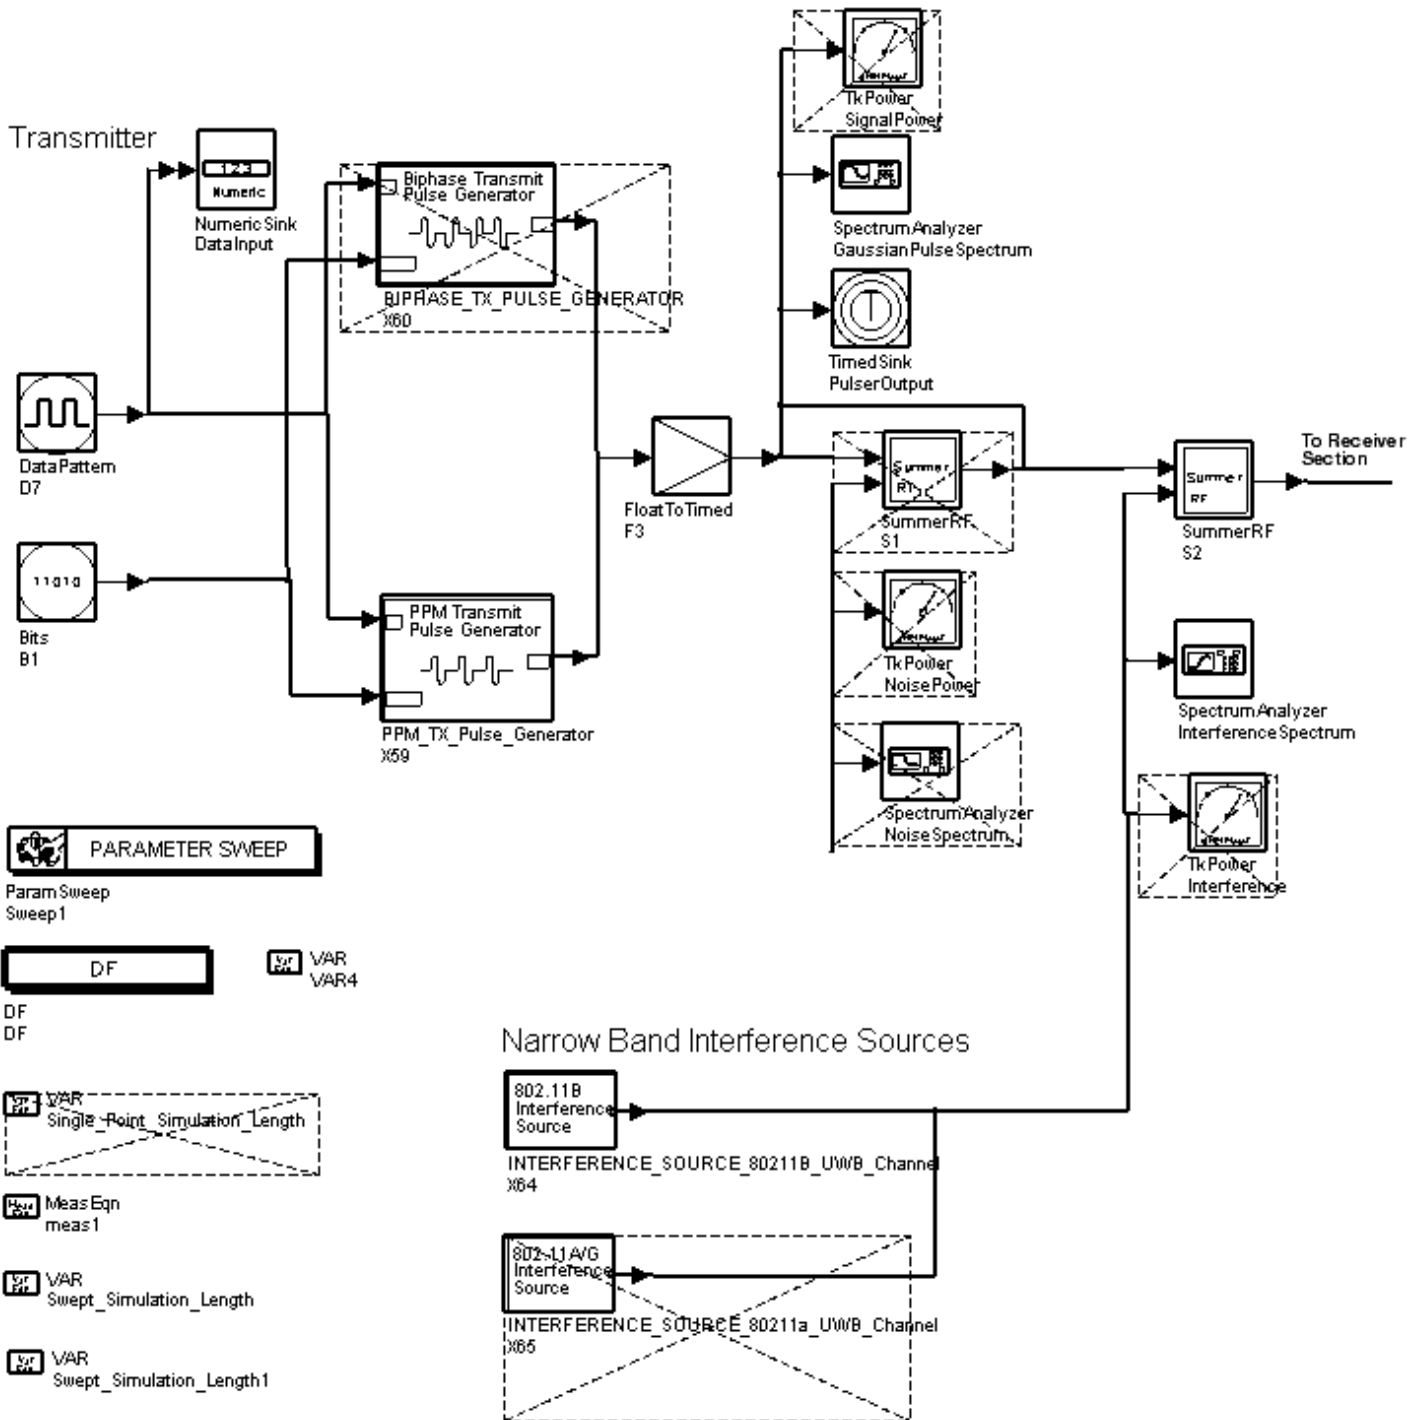 Transmitter
123
Numeric
NumericSink
DataInput
Biphase Transmit
Pulse Generator
BIPHASE_TX_PULSE_GENERATOR
X60
TkPower
SignalPower
SpectrumAnalyzer
GaussianPulseSpectrum
TimedSink
PulserOutput
DataPattern
D7
11010
Bits
B1
PPM Transmit
Pulse Generator
PPM_TX_Pulse_Generator
X59
FloatToTimed
F3
Summer
RF
SummerRF
S1
TkPower
NoisePower
SpectrumAnalyzer
NoiseSpectrum
Summer
RF
SummerRF
S2
To Receiver
Section
SpectrumAnalyzer
InterferenceSpectrum
TkPower
Interference
PARAMETER SWEEP
ParamSweep
Sweep1
DF
DF
DF
VAR
VAR4
VAR
Single_Point_Simulation_Length
MeasEqn
meas1
VAR
Swept_Simulation_Length
VAR
Swept_Simulation_Length1
Narrow Band Interference Sources
802.11B
Interference
Source
INTERFERENCE_SOURCE_80211B_UWB_Channel
X64
802.11A/G
Interference
Source
INTERFERENCE_SOURCE_80211a_UWB_Channel
X65